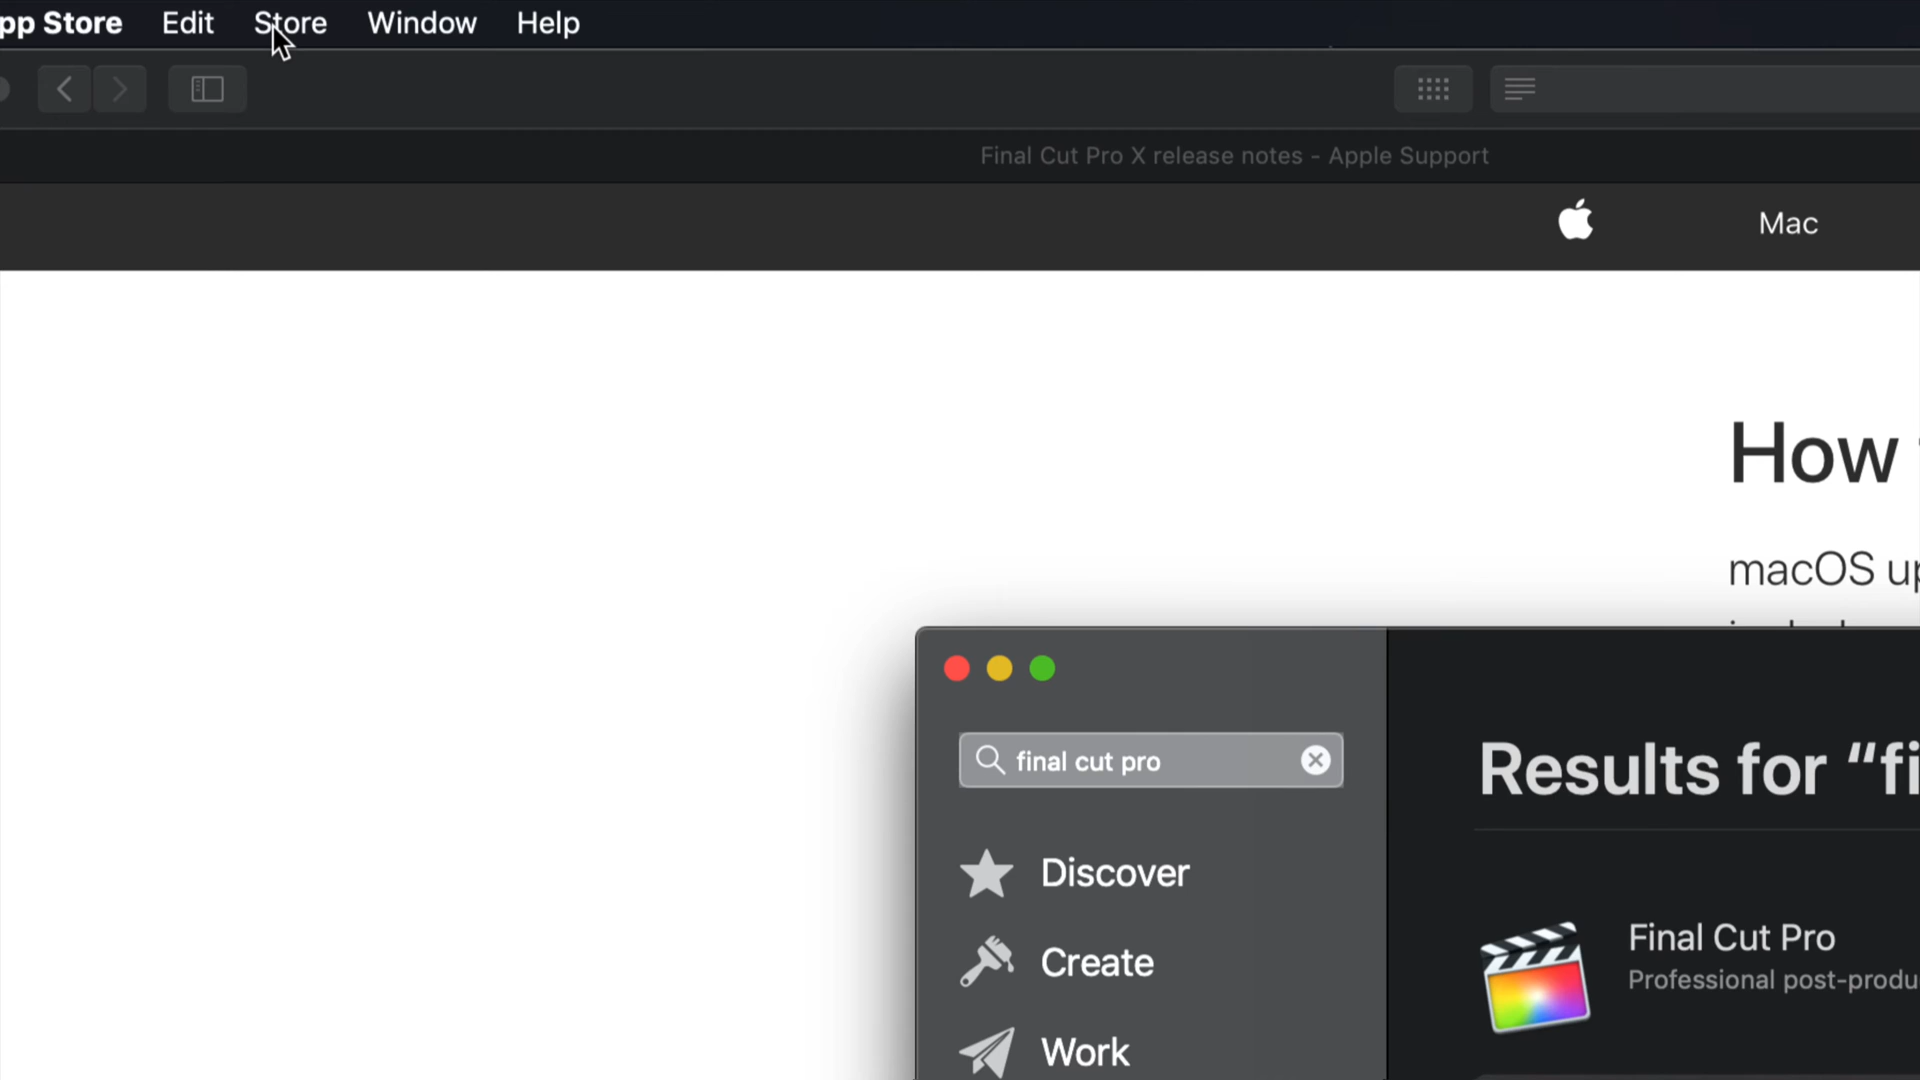 pp Store Edit Store Window Help
Final Cut Pro X release notes - Apple Support
Mac
How
macOS up
final cut pro
Results for “fi
Discover
Final Cut Pro
Professional post-produ
Create
Work